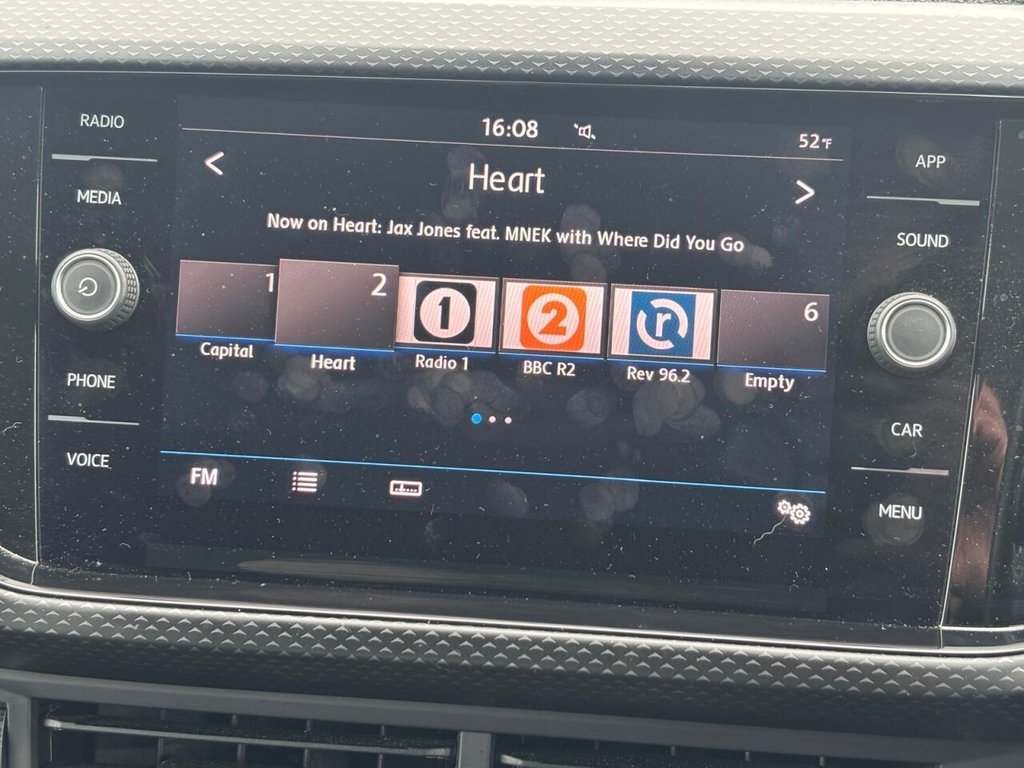 RADIO
MEDIA
PHONE
VOICE
16:08
52°F
Heart
Now on Heart: Jax Jones feat. MNEK with Where Did You Go
1
2
1
2
r
6
Capital
Heart
Radio 1
BBC R2
Rev 96.2
Empty
FM
APP
SOUND
CAR
MENU